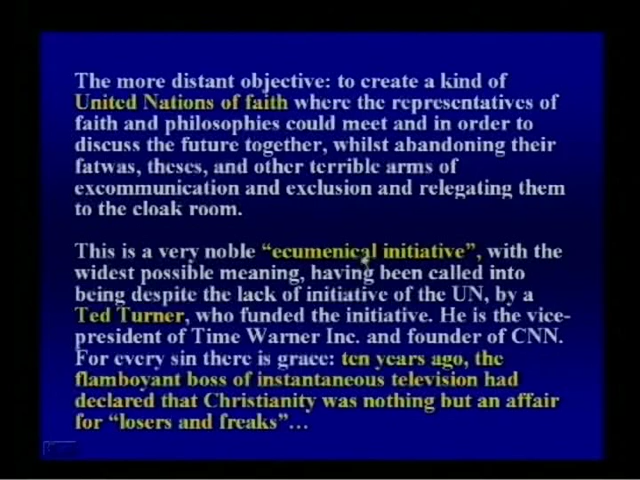 The more distant objective: to create a kind of
United Nations of faith where the representatives of
faith and philosophies could meet and in order to
discuss the future together, whilst abandoning their
fatwas, theses, and other terrible arms of
excommunication and exclusion and relegating them
to the cloak room.
This is a very noble “ecumenical initiative”, with the
widest possible meaning, having been called into
being despite the lack of initiative of the UN, by a
Ted Turner, who funded the initiative. He is the vice-
president of Time Warner Inc. and founder of CNN.
For every sin there is grace: ten years ago, the
flamboyant boss of instantaneous television had
declared that Christianity was nothing but an affair
for “losers and freaks”…